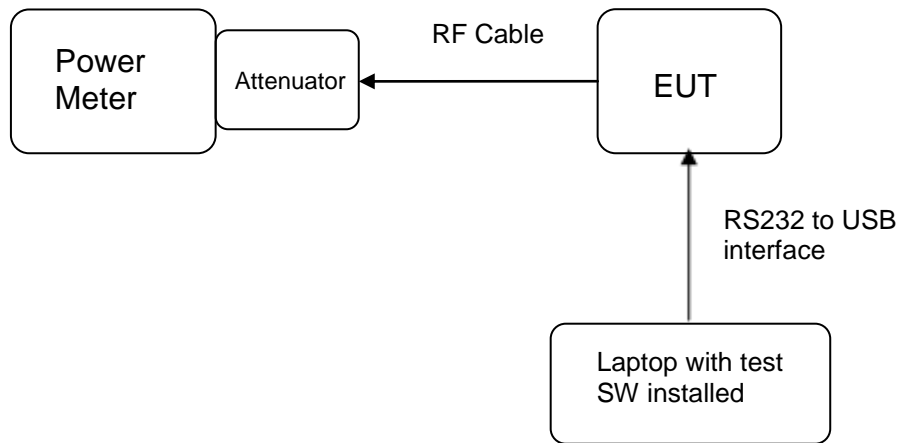 RF Cable
Power
Meter
Attenuator
EUT
RS232 to USB
interface
Laptop with test
SW installed